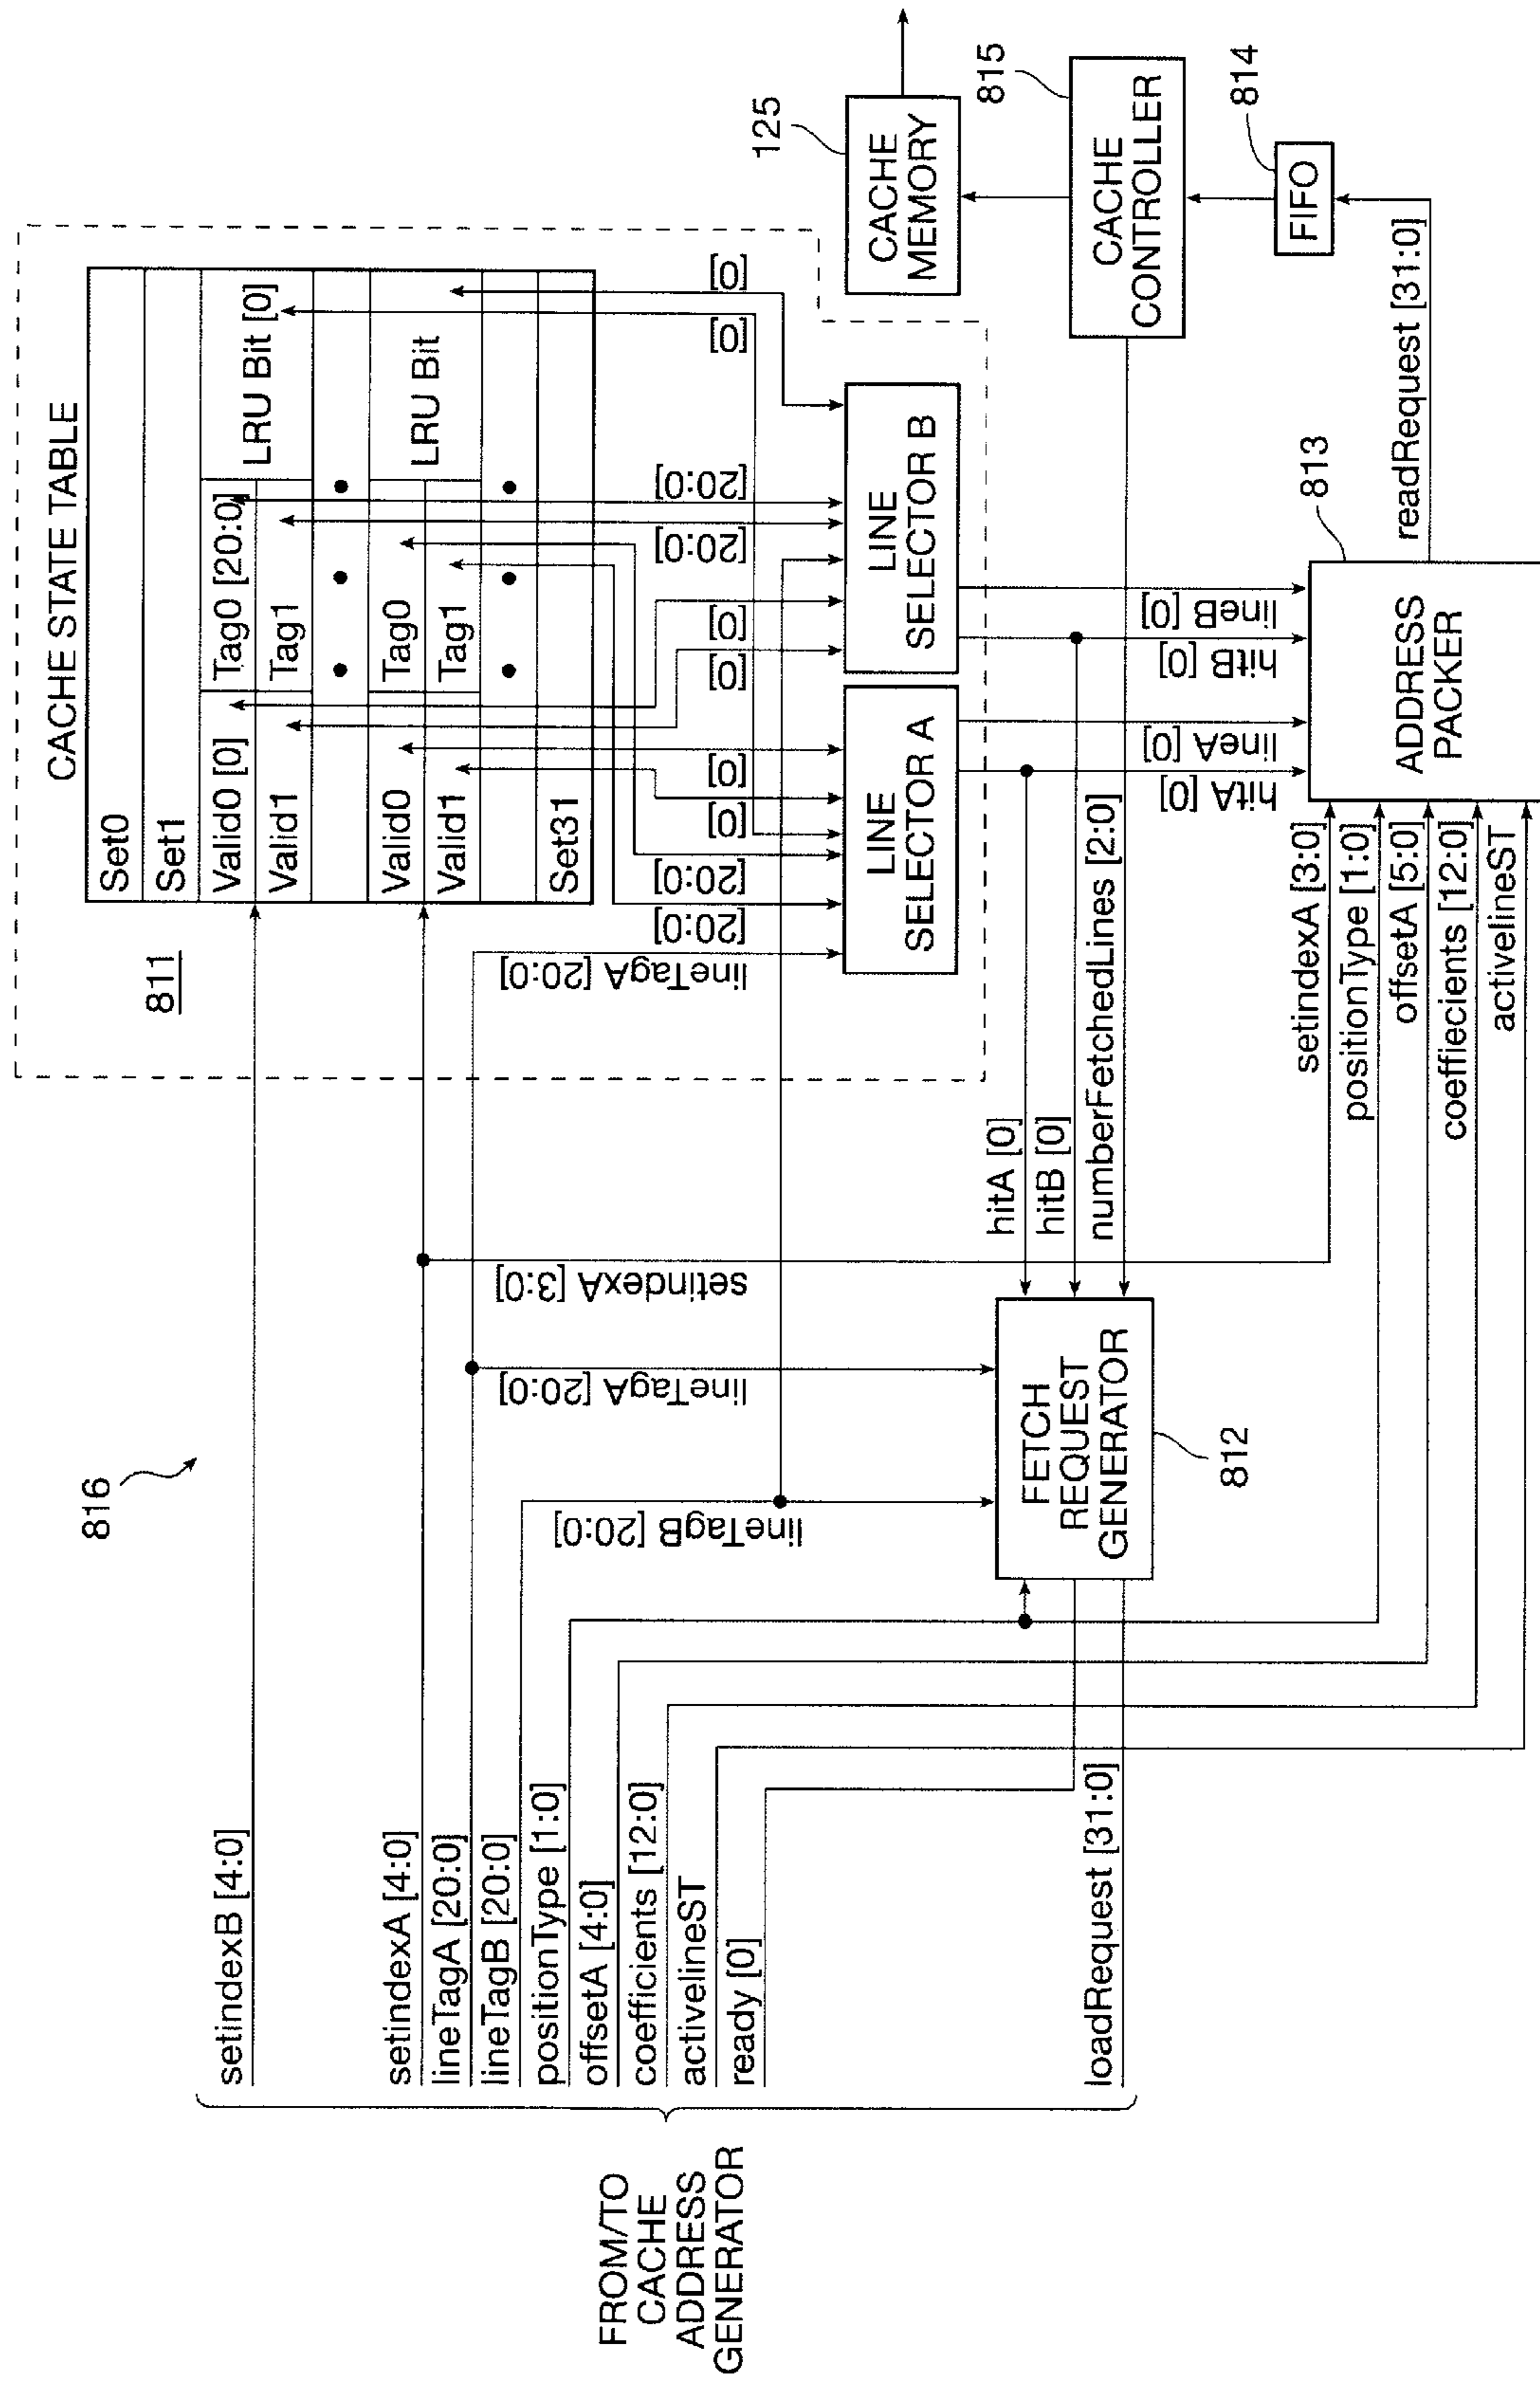 816
811
CACHE STATE TABLE
Set0
Set1
Valid0 [0]
Tag0 [20:0]
LRU Bit [0]
Valid1
Tag1
Valid0
Tag0
LRU Bit
Valid1
Tag1
Set31
FROM/TO
CACHE
ADDRESS
GENERATOR
setindexB [4:0]
setindexA [4:0]
lineTagA [20:0]
lineTagB [20:0]
positionType [1:0]
offsetA [4:0]
coefficients [12:0]
activelineST
ready [0]
loadRequest [31:0]
lineTagB [20:0]
lineTagA [20:0]
setindexA [3:0]
lineTagA [20:0]
[20:0]
[20:0]
[0]
[0]
[0]
[0]
[20:0]
[20:0]
[0]
[0]
LINE
SELECTOR A
LINE
SELECTOR B
125
CACHE
MEMORY
FETCH
REQUEST
GENERATOR
812
hitA [0]
hitB [0]
numberFetchedLines [2:0]
hitA [0]
lineA [0]
hitB [0]
lineB [0]
815
CACHE
CONTROLLER
814
FIFO
setindexA [3:0]
positionType [1:0]
offsetA [5:0]
coeffiecients [12:0]
activelineST
813
ADDRESS
PACKER
readRequest [31:0]